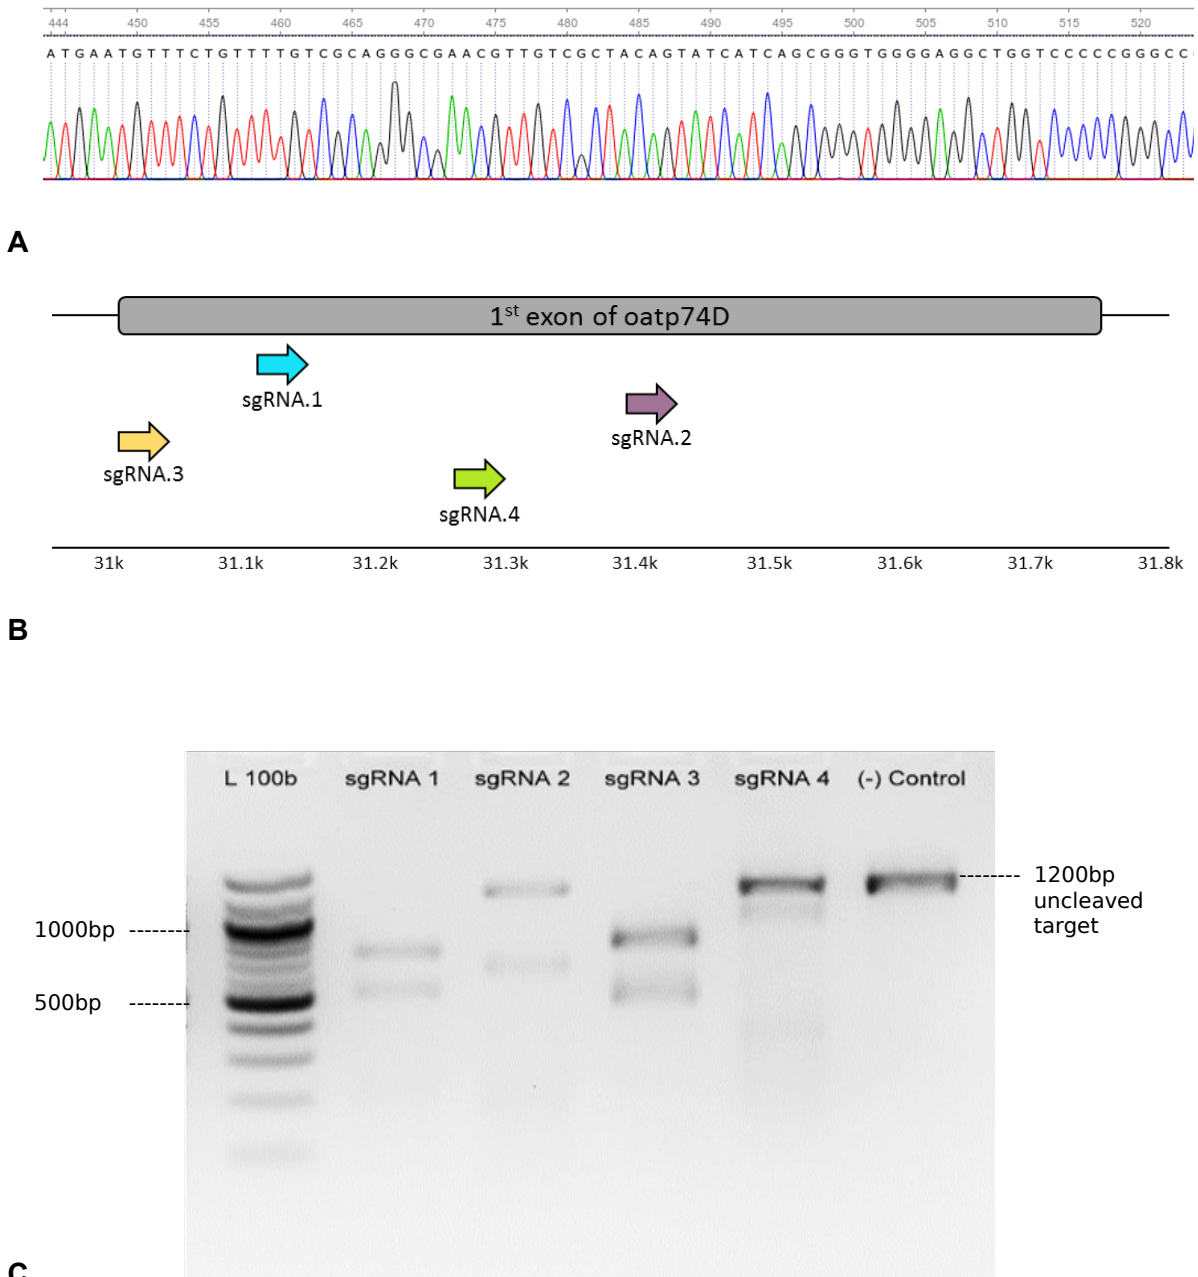 444 450 455 460 465 470 475 480 485 490 495 500 505 510 515 520
A T G A A T G T T T C T G T T T T G T C G C A G G G C G A A C G T T G T C G C T A C A G T A T C A T C A G C G G G T G G G G A G G C T G G T C C C C C G G G C C
A
1st exon of oatp74D
sgRNA.1
sgRNA.2
sgRNA.3
sgRNA.4
31k 31.1k 31.2k 31.3k 31.4k 31.5k 31.6k 31.7k 31.8k
B
L 100b sgRNA 1 sgRNA 2 sgRNA 3 sgRNA 4 (-) Control
1200bp
uncleaved
target
1000bp
500bp
C